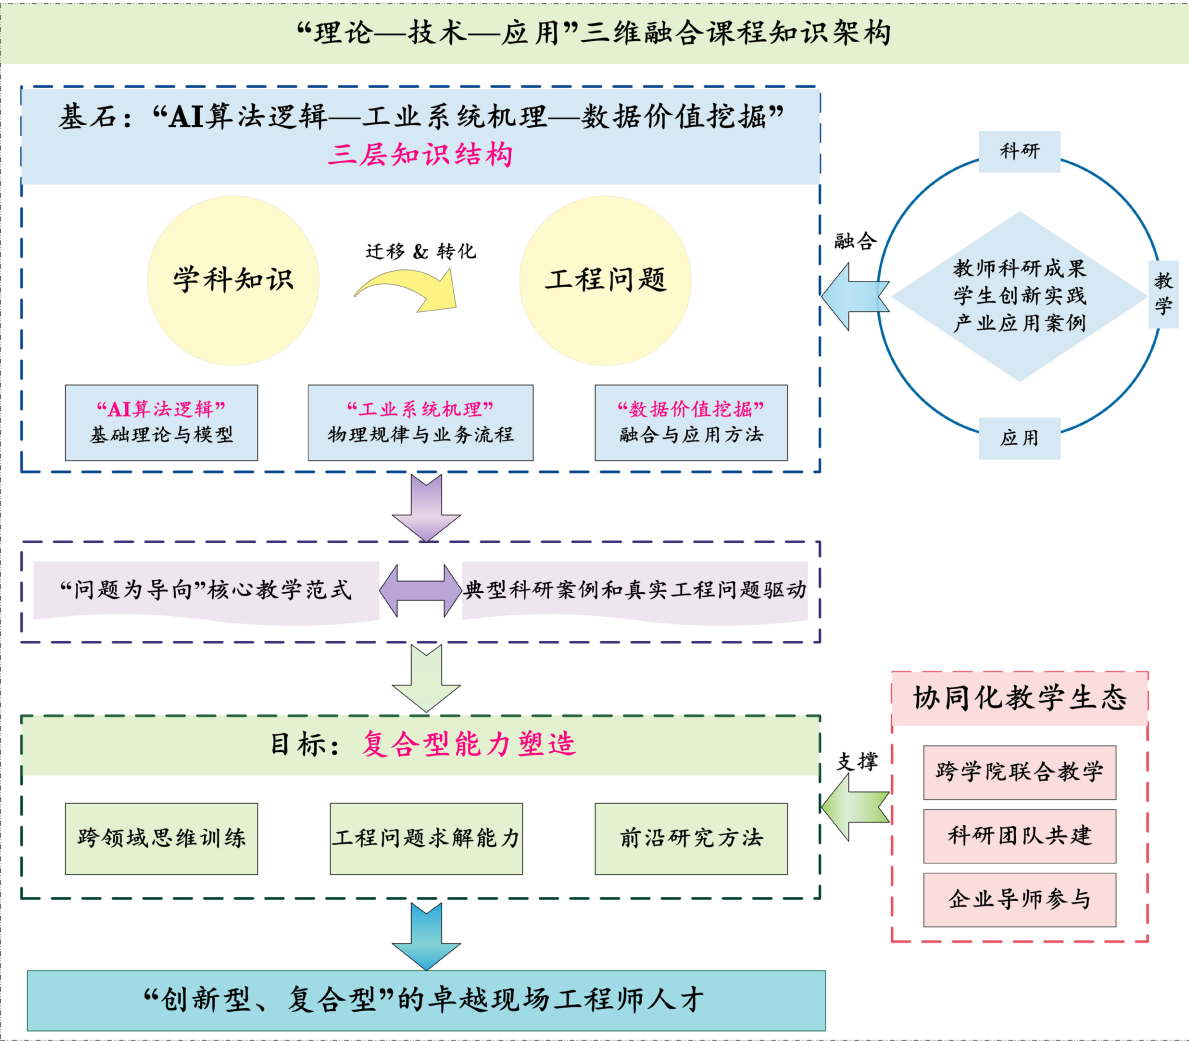 “理论—技术—应用”三维融合课程知识架构
基石：“AI算法逻辑—工业系统机理—数据价值挖掘”
三层知识结构
学科知识
迁移 & 转化
工程问题
“AI算法逻辑”
基础理论与模型
“工业系统机理”
物理规律与业务流程
“数据价值挖掘”
融合与应用方法
融合
科研
教师科研成果
学生创新实践
产业应用案例
教
学
应用
“问题为导向”核心教学范式
典型科研案例和真实工程问题驱动
目标：复合型能力塑造
跨领域思维训练
工程问题求解能力
前沿研究方法
支撑
协同化教学生态
跨学院联合教学
科研团队共建
企业导师参与
“创新型、复合型”的卓越现场工程师人才